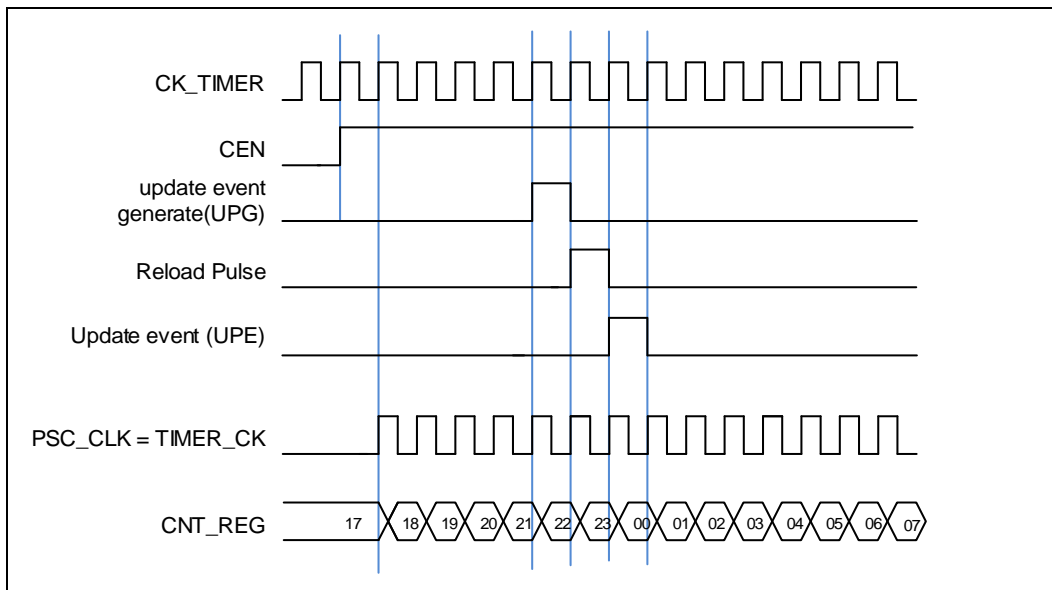 CK_TIMER
CEN
update event
generate(UPG)
Reload Pulse
Update event (UPE)
PSC_CLK = TIMER_CK
CNT_REG 17 18 19 20 21 22 23 00 01 02 03 04 05 06 07